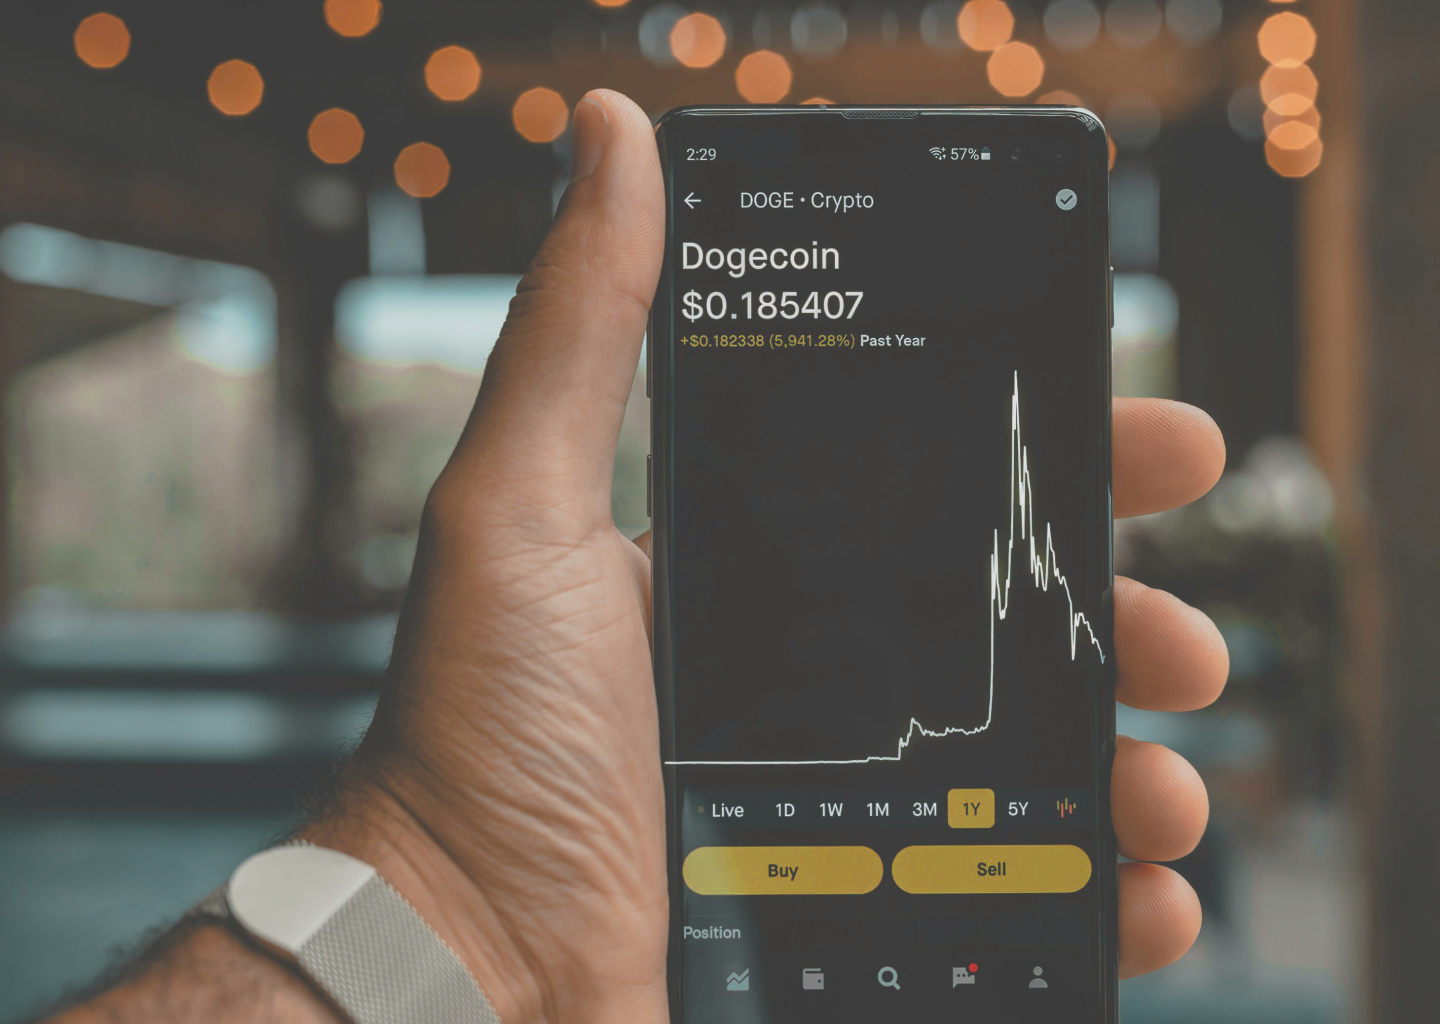 2:29 57%
DOGE • Crypto
Dogecoin
$0.185407
+$0.182338 (5,941.28%) Past Year
Live 1D 1W 1M 3M 1Y 5Y
Buy Sell
Position